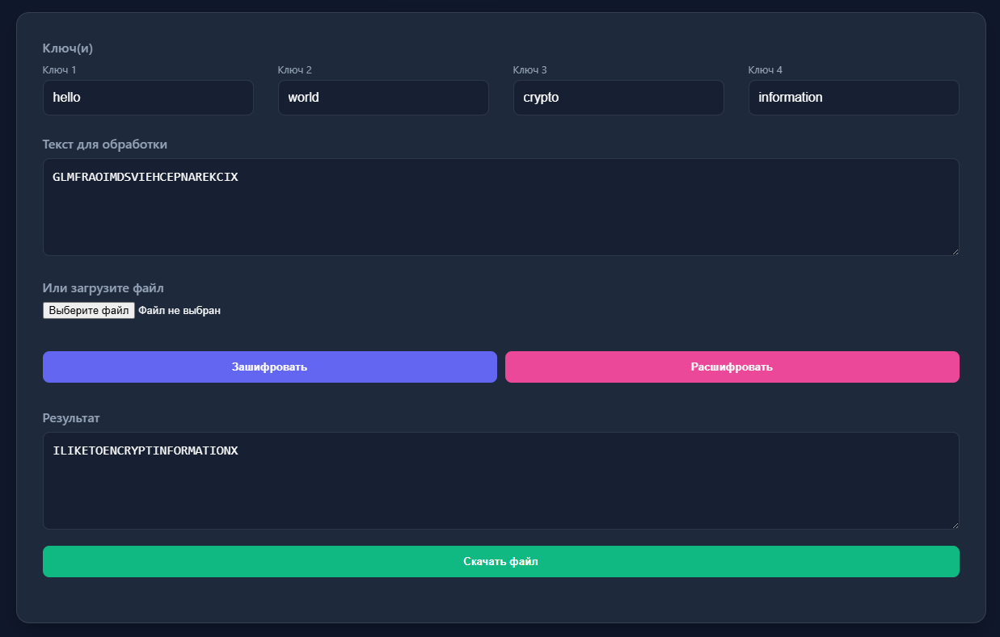 Ключ(и)
Ключ 1 Ключ 2 Ключ 3 Ключ 4
hello world crypto information
Текст для обработки
GLMFRAOIMDSVIEHCEPNAREKCIX
Или загрузите файл
Выберите файл Файл не выбран
Зашифровать Расшифровать
Результат
ILIKETOENCRYPTINFORMATIONX
Скачать файл